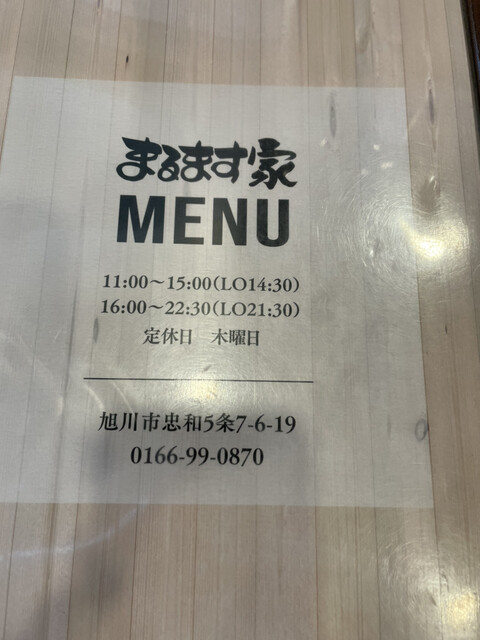 まるます家
MENU
11:00〜15:00(LO14:30)
16:00〜22:30(LO21:30)
定休日　木曜日
旭川市忠和5条7-6-19
0166-99-0870